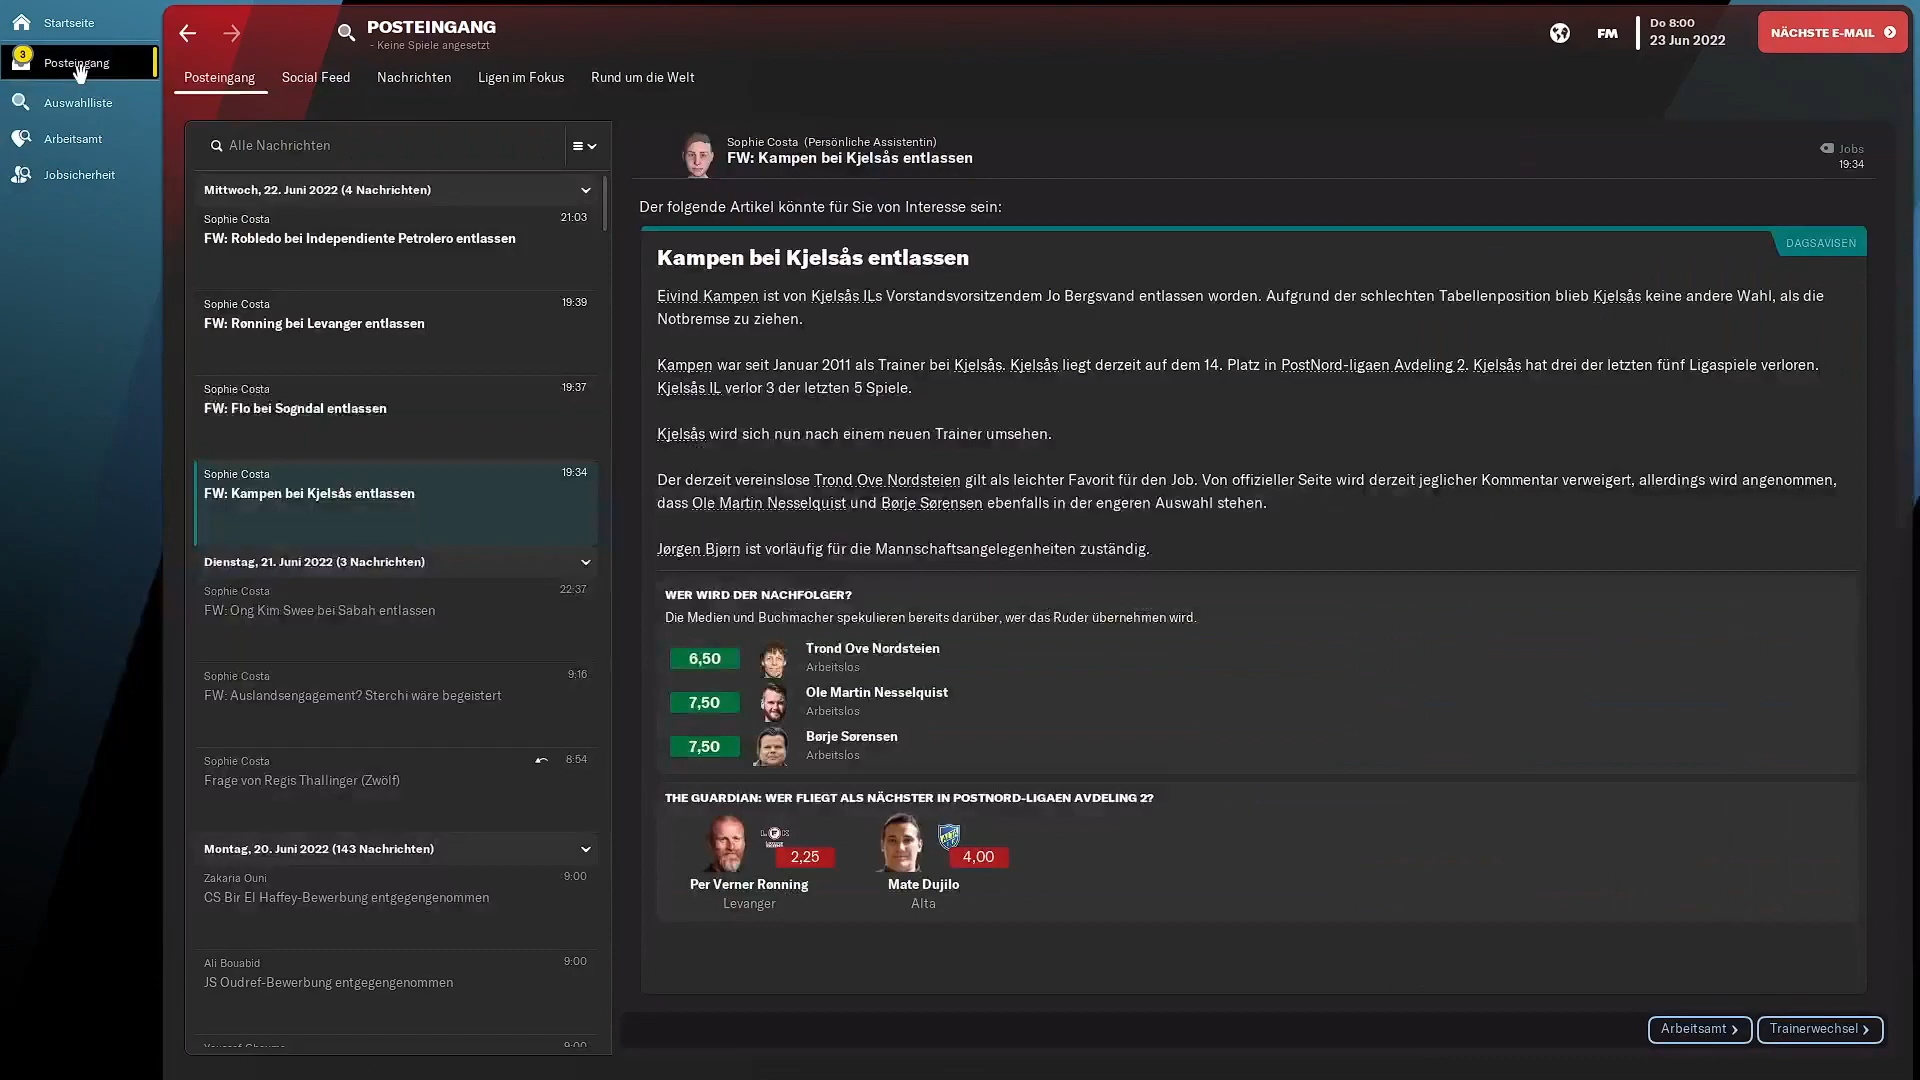 Startseite
3
Posteingang
Auswahlliste
Arbeitsamt
Jobsicherheit
POSTEINGANG
- Keine Spiele angesetzt
FM
Do 8:00
23 Jun 2022
NÄCHSTE E-MAIL
Posteingang
Social Feed
Nachrichten
Ligen im Fokus
Rund um die Welt
Alle Nachrichten
Mittwoch, 22. Juni 2022 (4 Nachrichten)
Sophie Costa 21:03
FW: Robledo bei Independiente Petrolero entlassen
Sophie Costa 19:39
FW: Rønning bei Levanger entlassen
Sophie Costa 19:37
FW: Flo bei Sogndal entlassen
Sophie Costa 19:34
FW: Kampen bei Kjelsås entlassen
Dienstag, 21. Juni 2022 (3 Nachrichten)
Sophie Costa 22:37
FW: Ong Kim Swee bei Sabah entlassen
Sophie Costa 9:16
FW: Auslandsengagement? Sterchi wäre begeistert
Sophie Costa 8:54
Frage von Regis Thallinger (Zwölf)
Montag, 20. Juni 2022 (143 Nachrichten)
Zakaria Ouni 9:00
CS Bir El Haffey-Bewerbung entgegengenommen
Ali Bouabid 9:00
JS Oudref-Bewerbung entgegengenommen
9:00
Sophie Costa (Persönliche Assistentin)
FW: Kampen bei Kjelsås entlassen
Jobs
19:34
Der folgende Artikel könnte für Sie von Interesse sein:
DAGSAVISEN
Kampen bei Kjelsås entlassen
Eivind Kampen ist von Kjelsås ILs Vorstandsvorsitzendem Jo Bergsvand entlassen worden. Aufgrund der schlechten Tabellenposition blieb Kjelsås keine andere Wahl, als die
Notbremse zu ziehen.
Kampen war seit Januar 2011 als Trainer bei Kjelsås. Kjelsås liegt derzeit auf dem 14. Platz in PostNord-ligaen Avdeling 2. Kjelsås hat drei der letzten fünf Ligaspiele verloren.
Kjelsås IL verlor 3 der letzten 5 Spiele.
Kjelsås wird sich nun nach einem neuen Trainer umsehen.
Der derzeit vereinslose Trond Ove Nordsteien gilt als leichter Favorit für den Job. Von offizieller Seite wird derzeit jeglicher Kommentar verweigert, allerdings wird angenommen,
dass Ole Martin Nesselquist und Børje Sørensen ebenfalls in der engeren Auswahl stehen.
Jørgen Bjørn ist vorläufig für die Mannschaftsangelegenheiten zuständig.
WER WIRD DER NACHFOLGER?
Die Medien und Buchmacher spekulieren bereits darüber, wer das Ruder übernehmen wird.
6,50
Trond Ove Nordsteien
Arbeitslos
7,50
Ole Martin Nesselquist
Arbeitslos
7,50
Børje Sørensen
Arbeitslos
THE GUARDIAN: WER FLIEGT ALS NÄCHSTER IN POSTNORD-LIGAEN AVDELING 2?
2,25
Per Verner Rønning
Levanger
4,00
Mate Dujilo
Alta
Arbeitsamt
Trainerwechsel